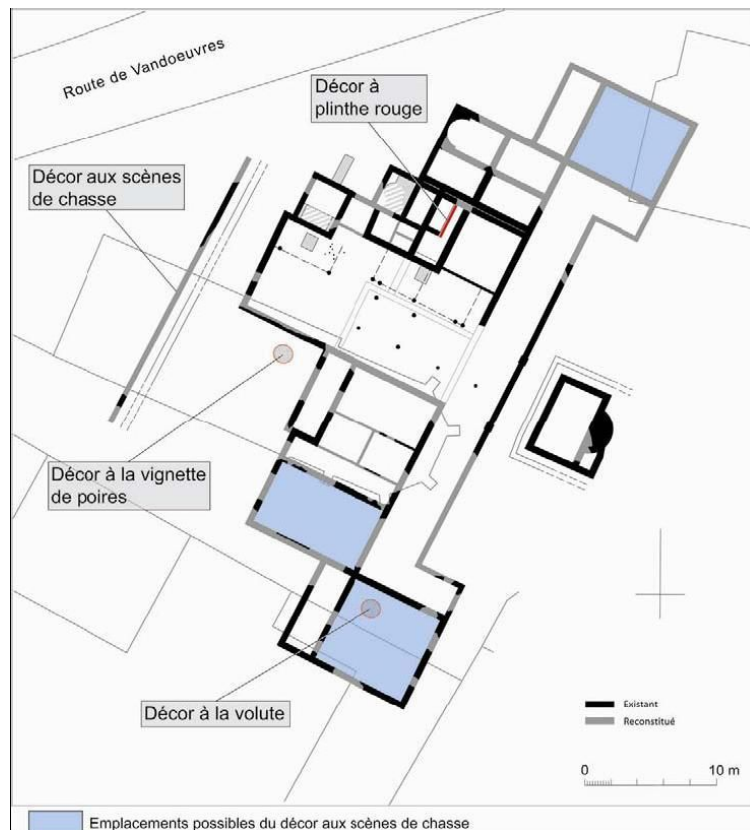 Route de Vandoeuvres
Décor à
plinthe rouge
Décor aux scènes
de chasse
Décor à la vignette
de poires
Décor à la volute
Existant
Reconstitué
0 10 m
Emplacements possibles du décor aux scènes de chasse